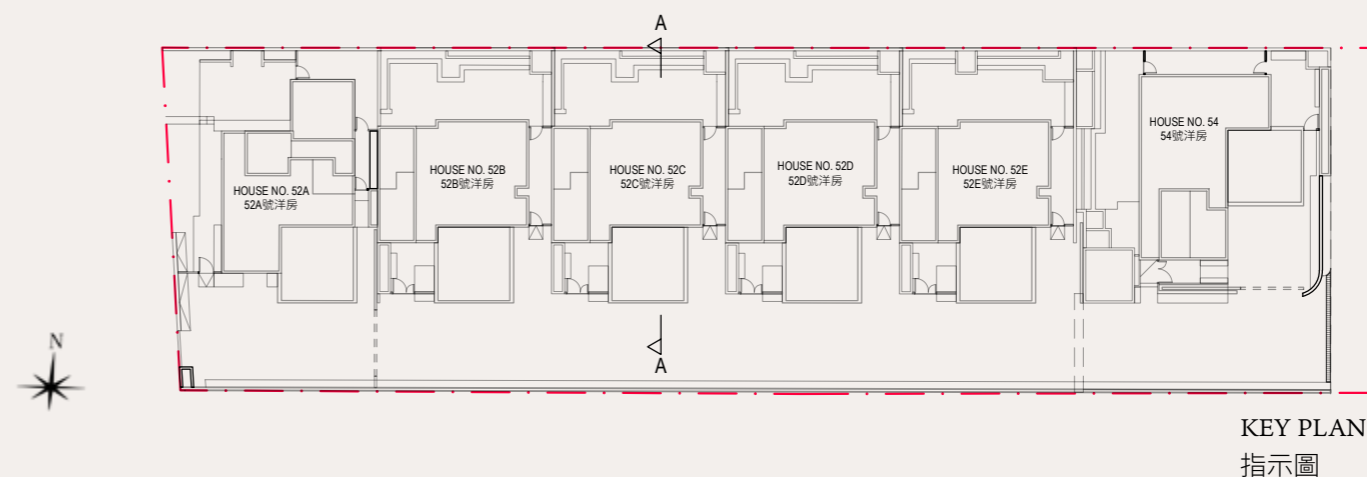 A
HOUSE NO. 52A
52A號洋房
HOUSE NO. 52B
52B號洋房
HOUSE NO. 52C
52C號洋房
HOUSE NO. 52D
52D號洋房
HOUSE NO. 52E
52E號洋房
HOUSE NO. 54
54號洋房
A
N
KEY PLAN
指示圖